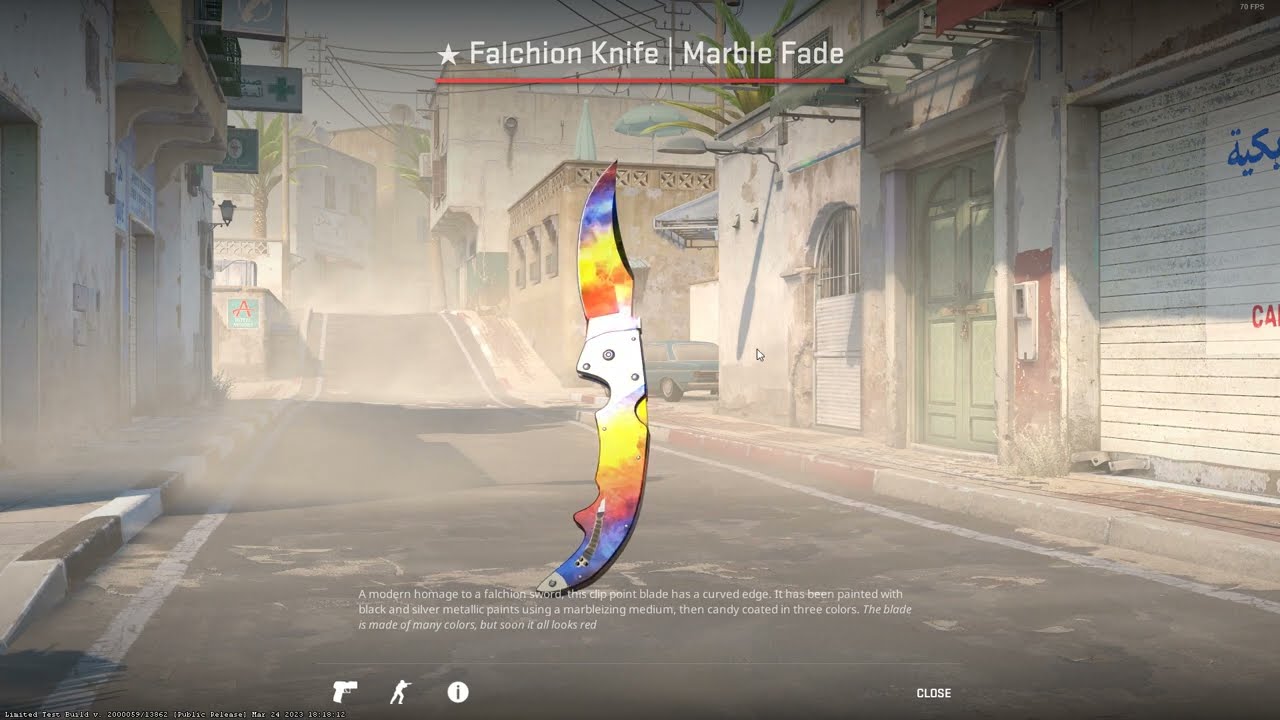 70 FPS
★ Falchion Knife | Marble Fade
A
يكية
CA
A modern homage to a falchion sword, this clip point blade has a curved edge. It has been painted with
black and silver metallic paints using a marbleizing medium, then candy coated in three colors. The blade
is made of many colors, but soon it all looks red
CLOSE
Limited Test Build v. 2000059/13862 [Public Release] Mar 24 2023 18:18:12